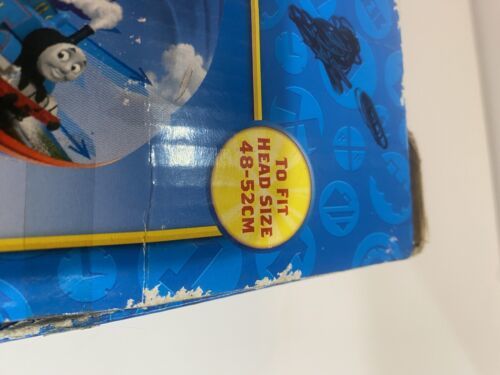 TO FIT
HEAD SIZE
48-52CM